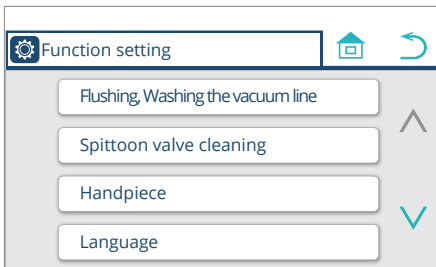 Function setting
Flushing, Washing the vacuum line
Spittoon valve cleaning
Handpiece
Language